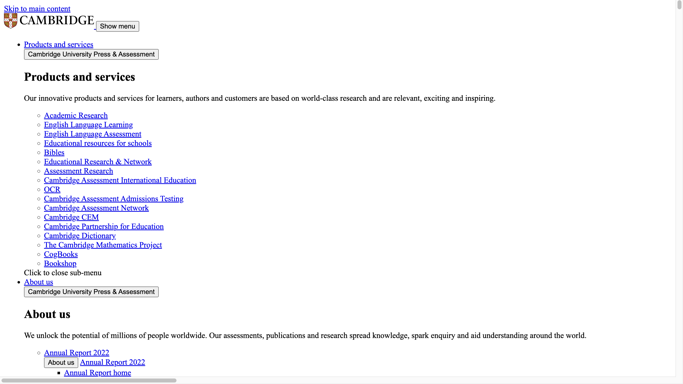 Skip to main content
CAMBRIDGE Show menu
Products and services
Cambridge University Press & Assessment
Products and services
Our innovative products and services for learners, authors and customers are based on world-class research and are relevant, exciting and inspiring.
Academic Research
English Language Learning
English Language Assessment
Educational resources for schools
Bibles
Educational Research & Network
Assessment Research
Cambridge Assessment International Education
OCR
Cambridge Assessment Admissions Testing
Cambridge Assessment Network
Cambridge CEM
Cambridge Partnership for Education
Cambridge Dictionary
The Cambridge Mathematics Project
CogBooks
Bookshop
Click to close sub-menu
About us
Cambridge University Press & Assessment
About us
We unlock the potential of millions of people worldwide. Our assessments, publications and research spread knowledge, spark enquiry and aid understanding around the world.
Annual Report 2022
About us Annual Report 2022
Annual Report home